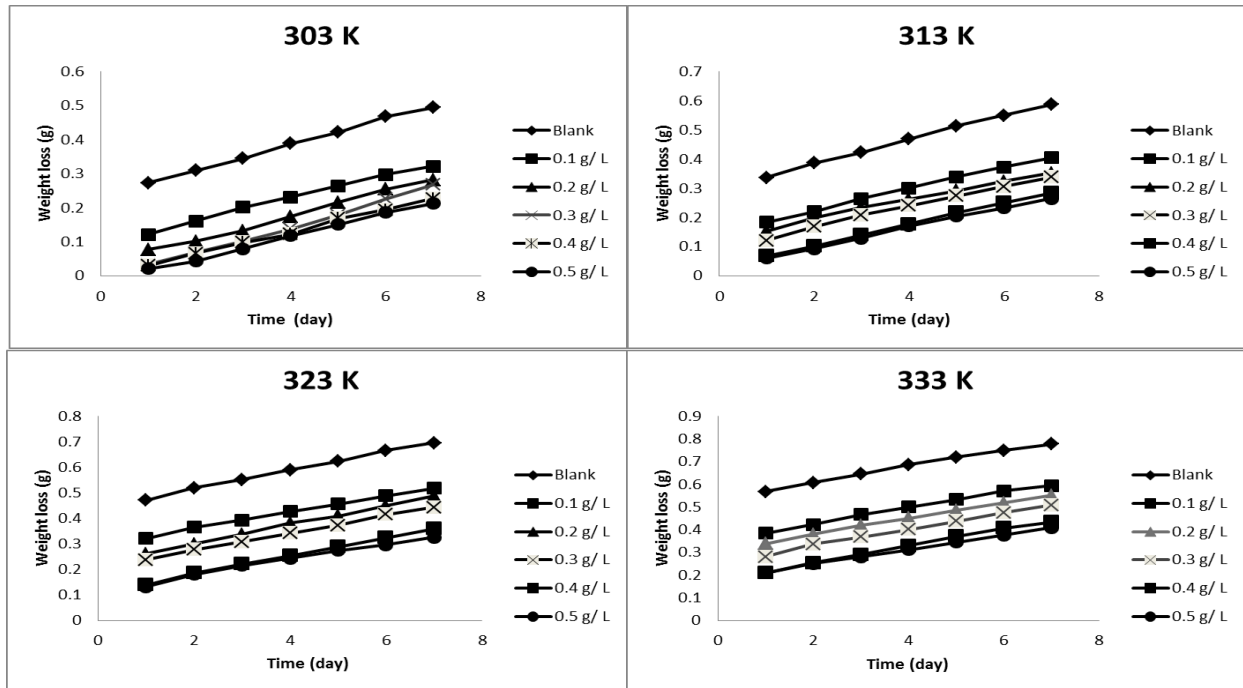 303 K
Weight loss (g)
0.6
0.5
0.4
0.3
0.2
0.1
0
0 2 4 6 8
Time (day)
Blank
0.1 g/ L
0.2 g/ L
0.3 g/ L
0.4 g/ L
0.5 g/ L
313 K
Weight loss (g)
0.7
0.6
0.5
0.4
0.3
0.2
0.1
0
0 2 4 6 8
Time (day)
Blank
0.1 g/ L
0.2 g/ L
0.3 g/ L
0.4 g/ L
0.5 g/ L
323 K
Weight loss (g)
0.8
0.7
0.6
0.5
0.4
0.3
0.2
0.1
0
0 2 4 6 8
Time (day)
Blank
0.1 g/ L
0.2 g/ L
0.3 g/ L
0.4 g/ L
0.5 g/ L
333 K
Weight loss (g)
0.9
0.8
0.7
0.6
0.5
0.4
0.3
0.2
0.1
0
0 2 4 6 8
Time (day)
Blank
0.1 g/ L
0.2 g/ L
0.3 g/ L
0.4 g/ L
0.5 g/ L